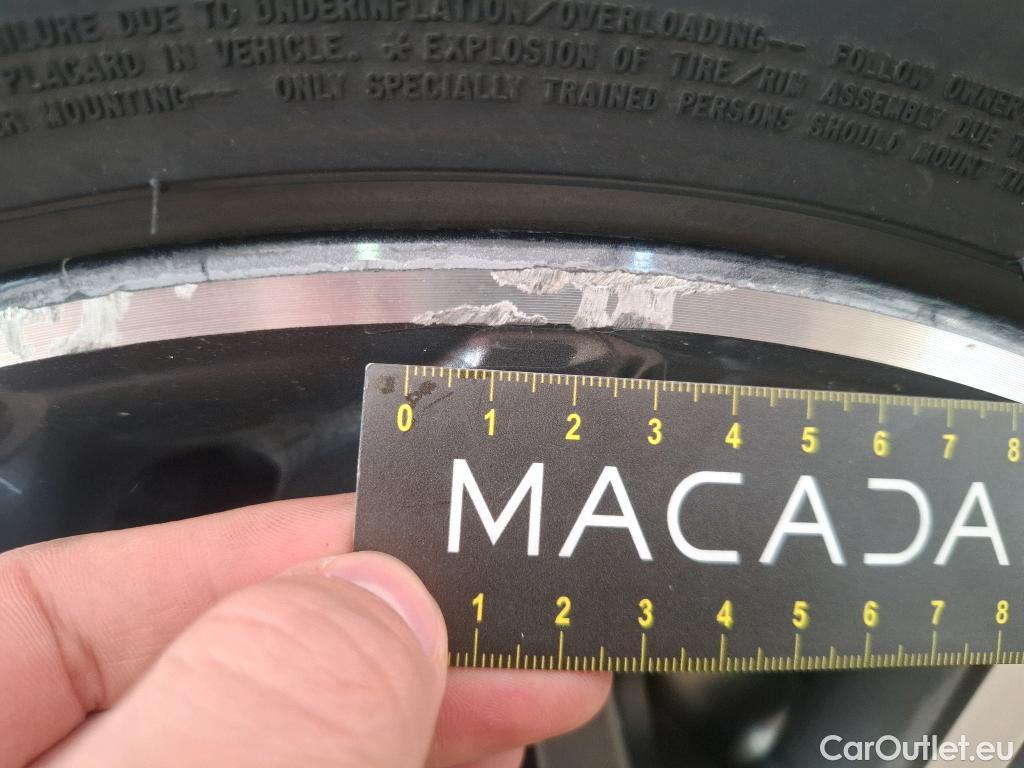 FAILURE DUE TO UNDERINFLATION/OVERLOADING-- FOLLOW OWNER'S
PLACARD IN VEHICLE. * EXPLOSION OF TIRE/RIM ASSEMBLY DUE
MOUNTING-- ONLY SPECIALLY TRAINED PERSONS SHOULD MOUNT
0 1 2 3 4 5 6 7 8
MACADA
1 2 3 4 5 6 7 8
CarOutlet.eu